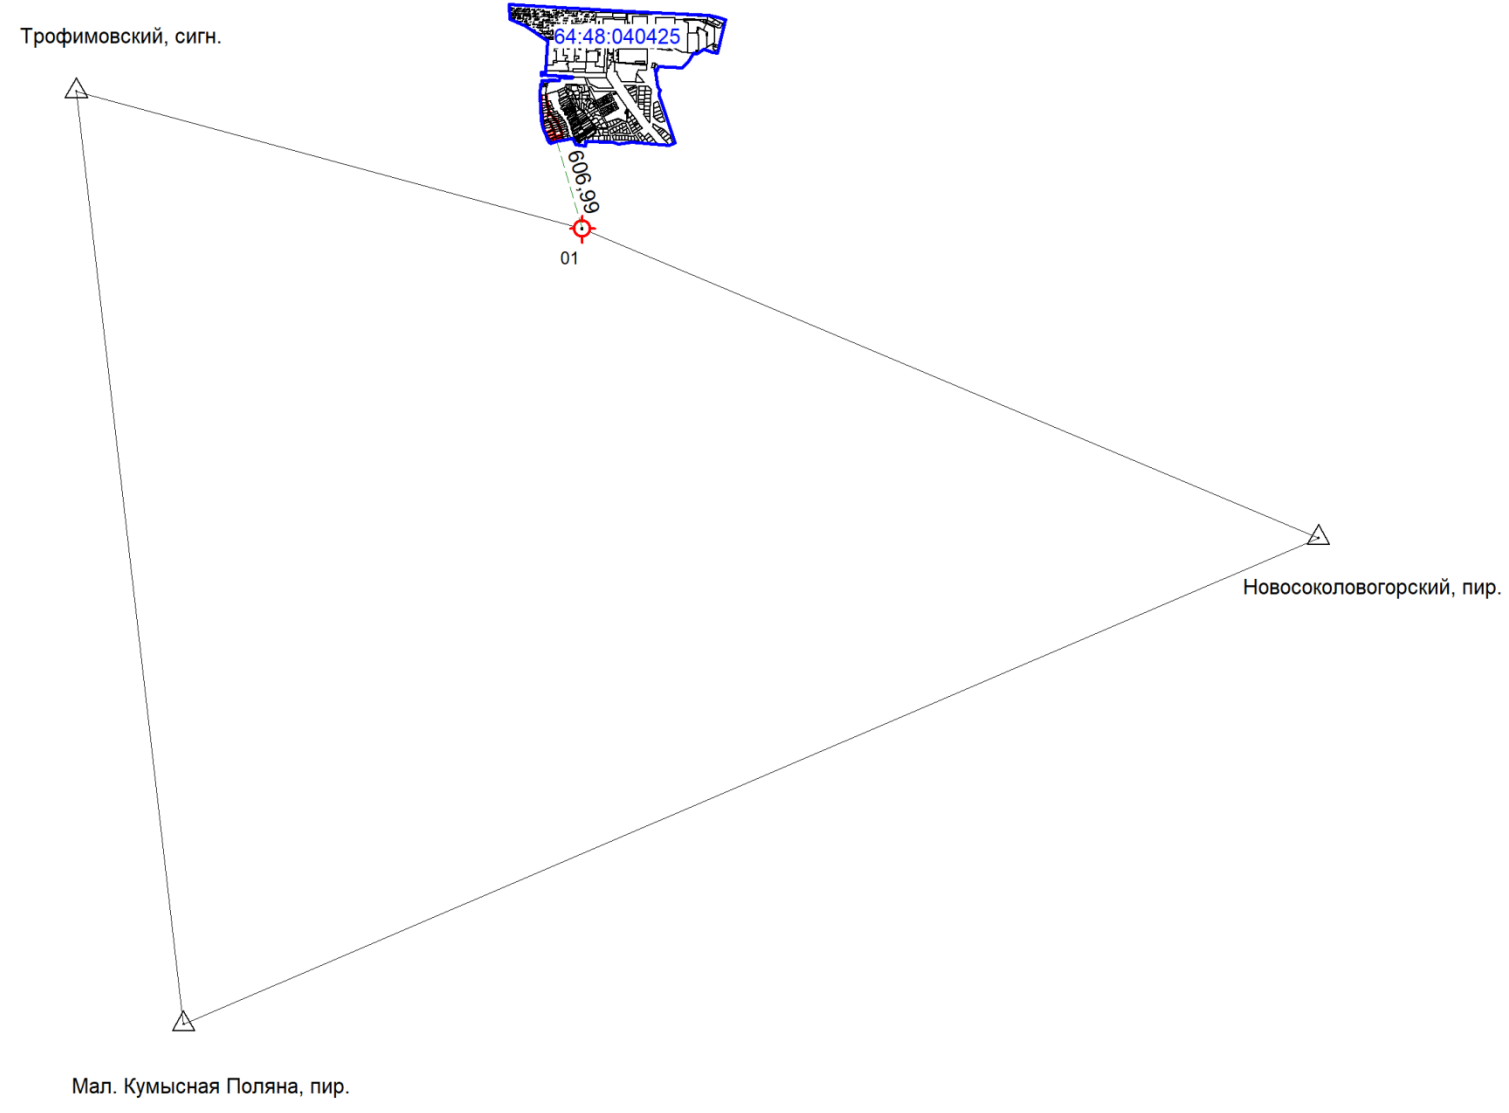 Трофимовский, сигн.
64:48:040425
606,99
01
Новосоколовогорский, пир.
Мал. Кумысная Поляна, пир.